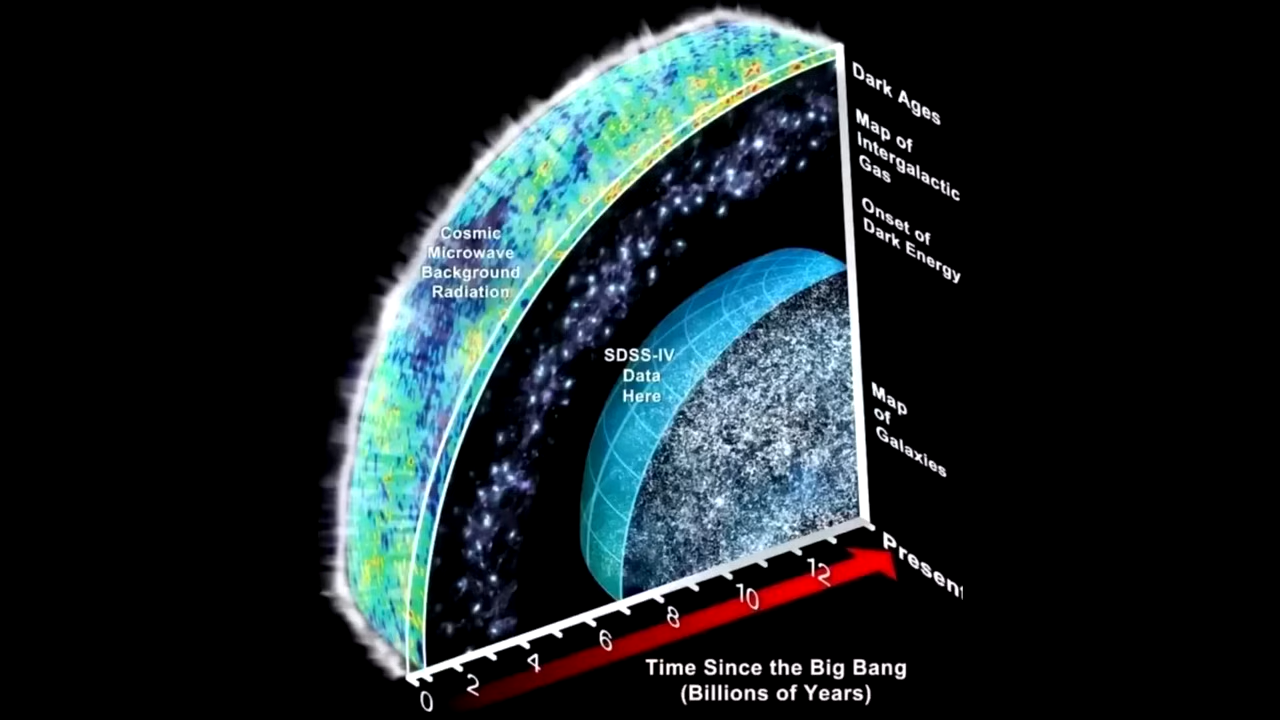 Dark Ages
Map of
Intergalactic
Gas
Onset of
Dark Energy
Cosmic
Microwave
Background
Radiation
SDSS-IV
Data
Here
Map
of
Galaxies
Present
0 2 4 6 8 10 12
Time Since the Big Bang
(Billions of Years)